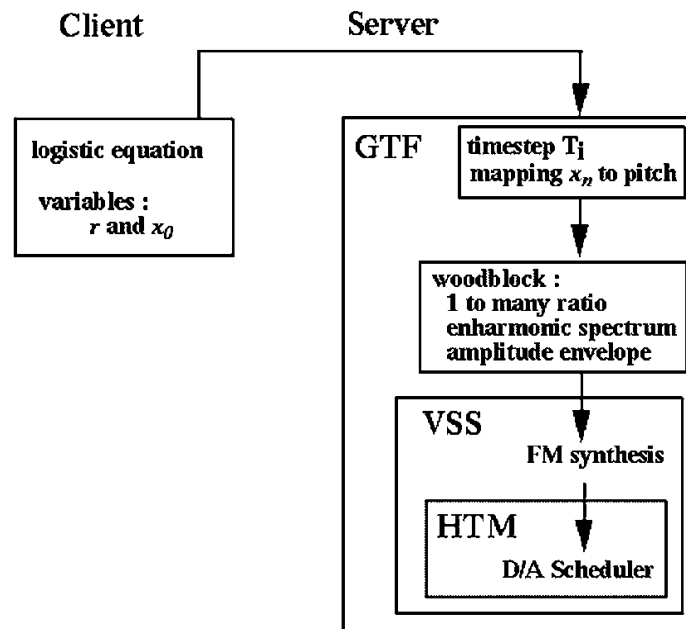 Client
Server
logistic equation
variables :
r and x0
GTF
timestep Ti
mapping xn to pitch
woodblock :
1 to many ratio
enharmonic spectrum
amplitude envelope
VSS
FM synthesis
HTM
D/A Scheduler